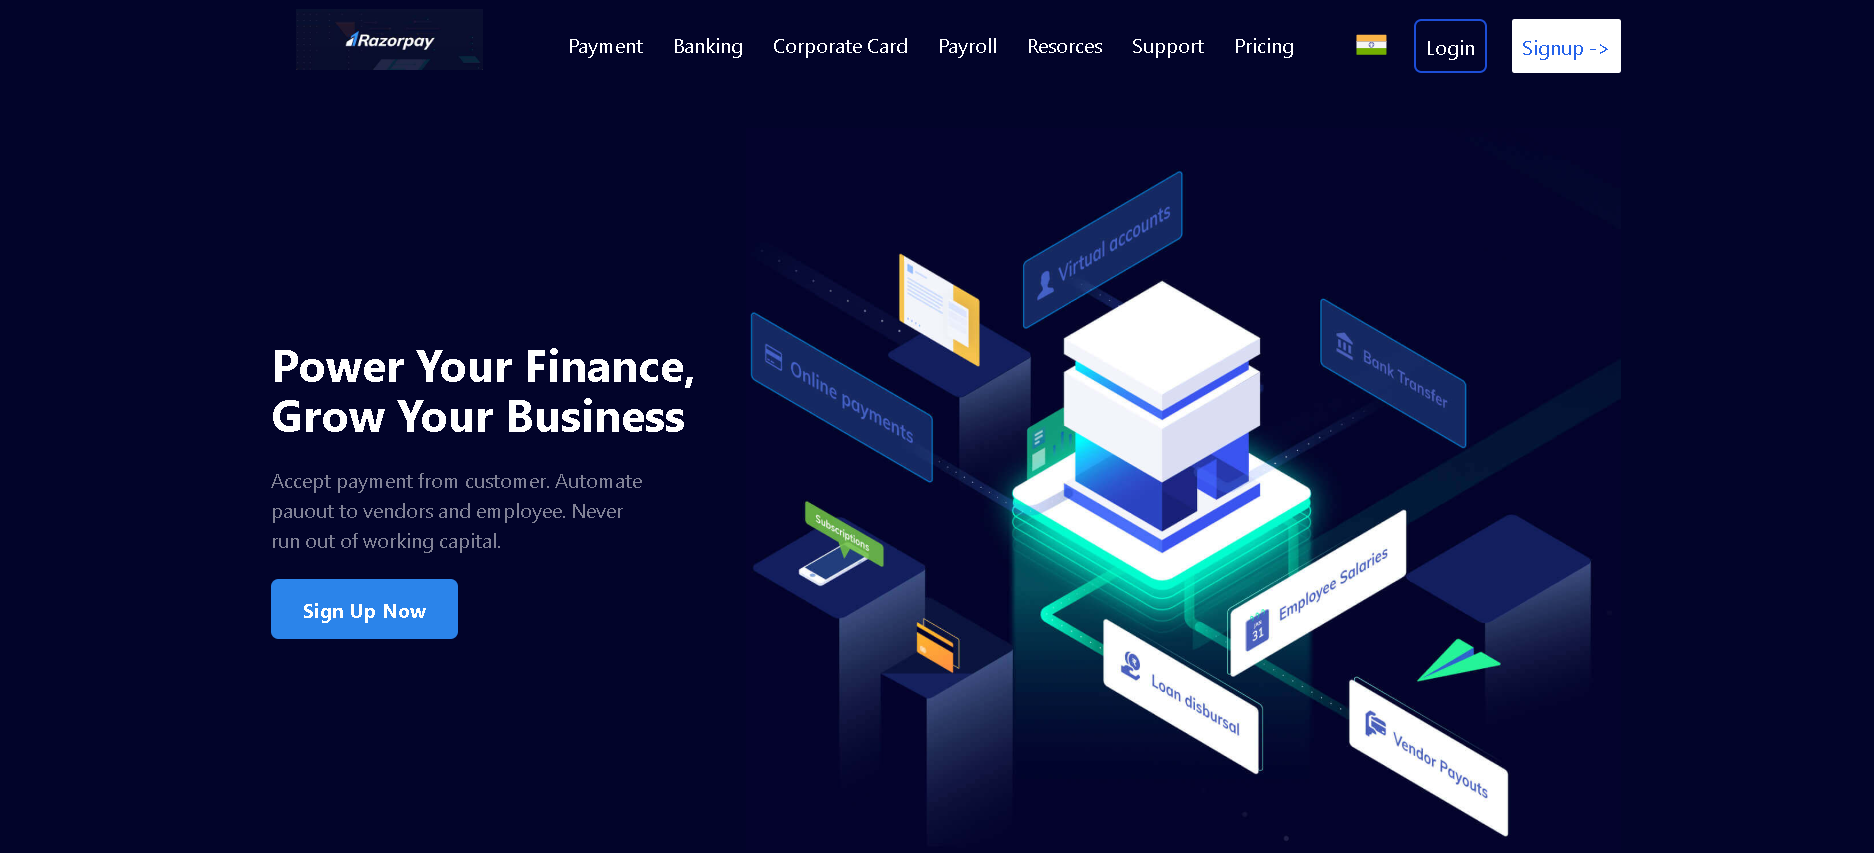 Razorpay
Payment
Banking
Corporate Card
Payroll
Resorces
Support
Pricing
Login
Signup ->
Power Your Finance,
Grow Your Business
Accept payment from customer. Automate
pauout to vendors and employee. Never
run out of working capital.
Sign Up Now
Virtual accounts
Online payments
Bank Transfer
Subscriptions
Employee Salaries
JAN
31
Loan disbursal
Vendor Payouts